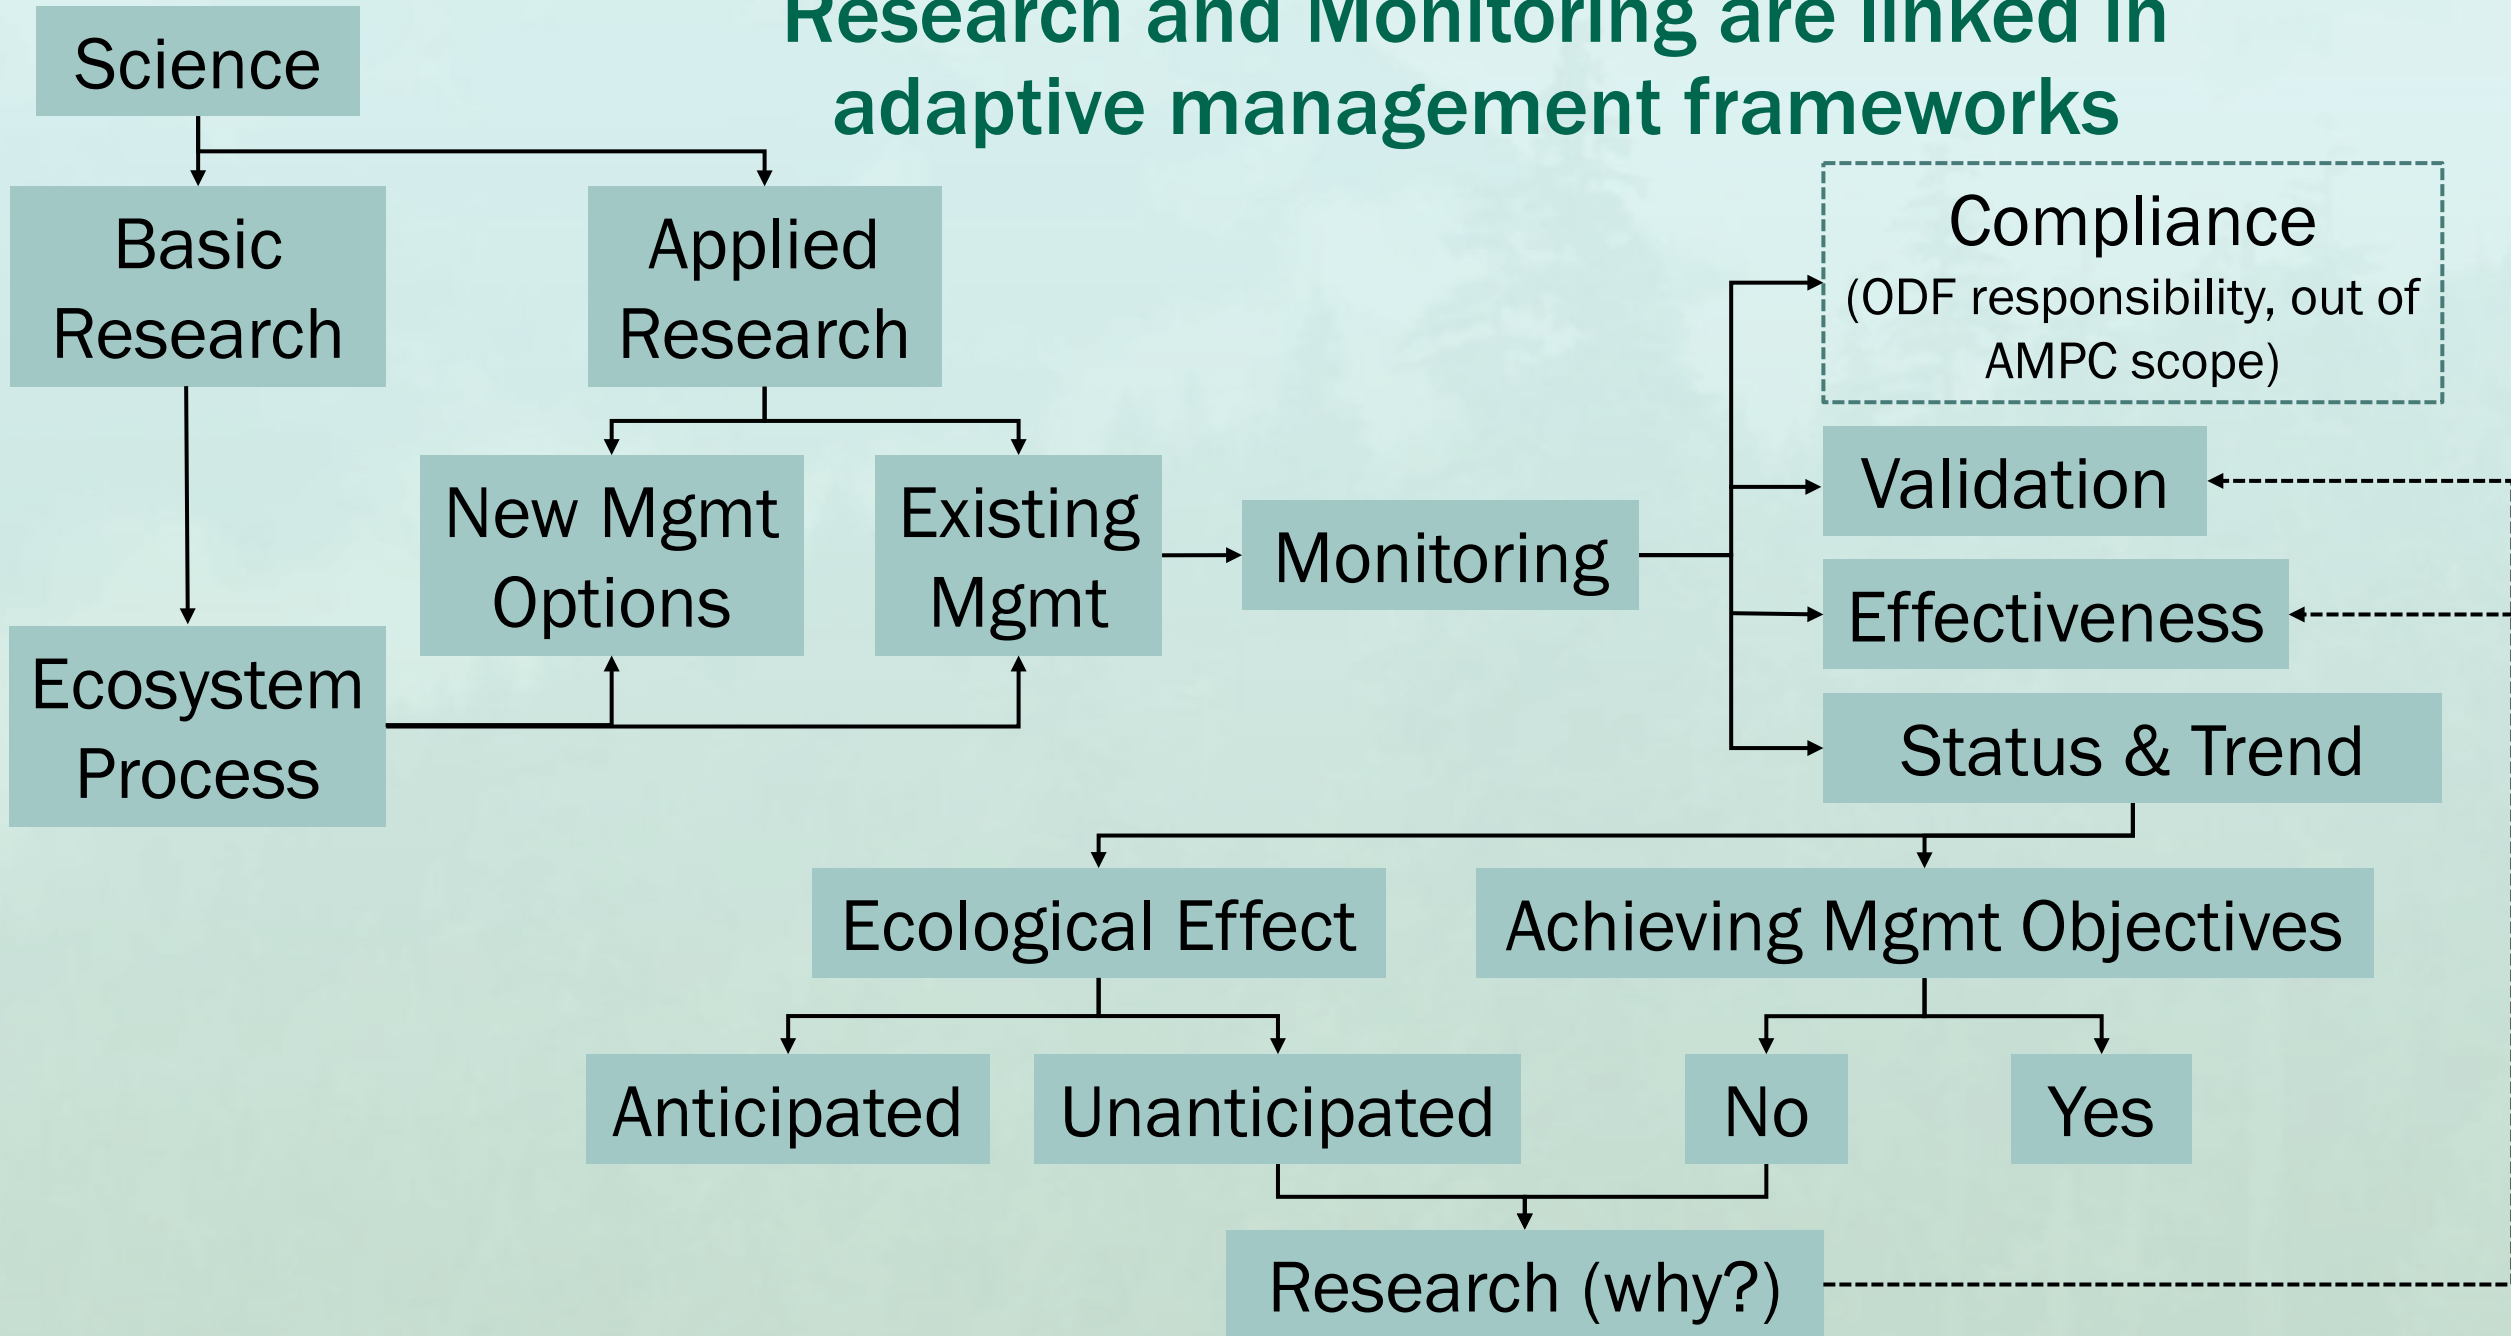 Research and Monitoring are linked in
adaptive management frameworks
Science
Basic
Research
Applied
Research
Compliance
(ODF responsibility, out of
AMPC scope)
New Mgmt
Options
Existing
Mgmt
Monitoring
Validation
Effectiveness
Status & Trend
Ecosystem
Process
Ecological Effect
Achieving Mgmt Objectives
Anticipated
Unanticipated
No
Yes
Research (why?)